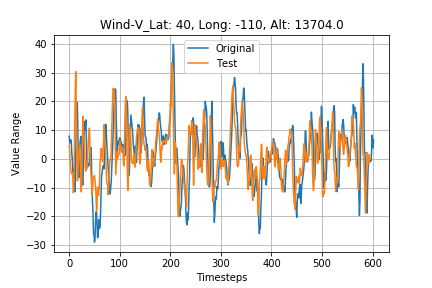 Wind-V_Lat: 40, Long: -110, Alt: 13704.0
Original
Test
Value Range
40
30
20
10
0
−10
−20
−30
0 100 200 300 400 500 600
Timesteps